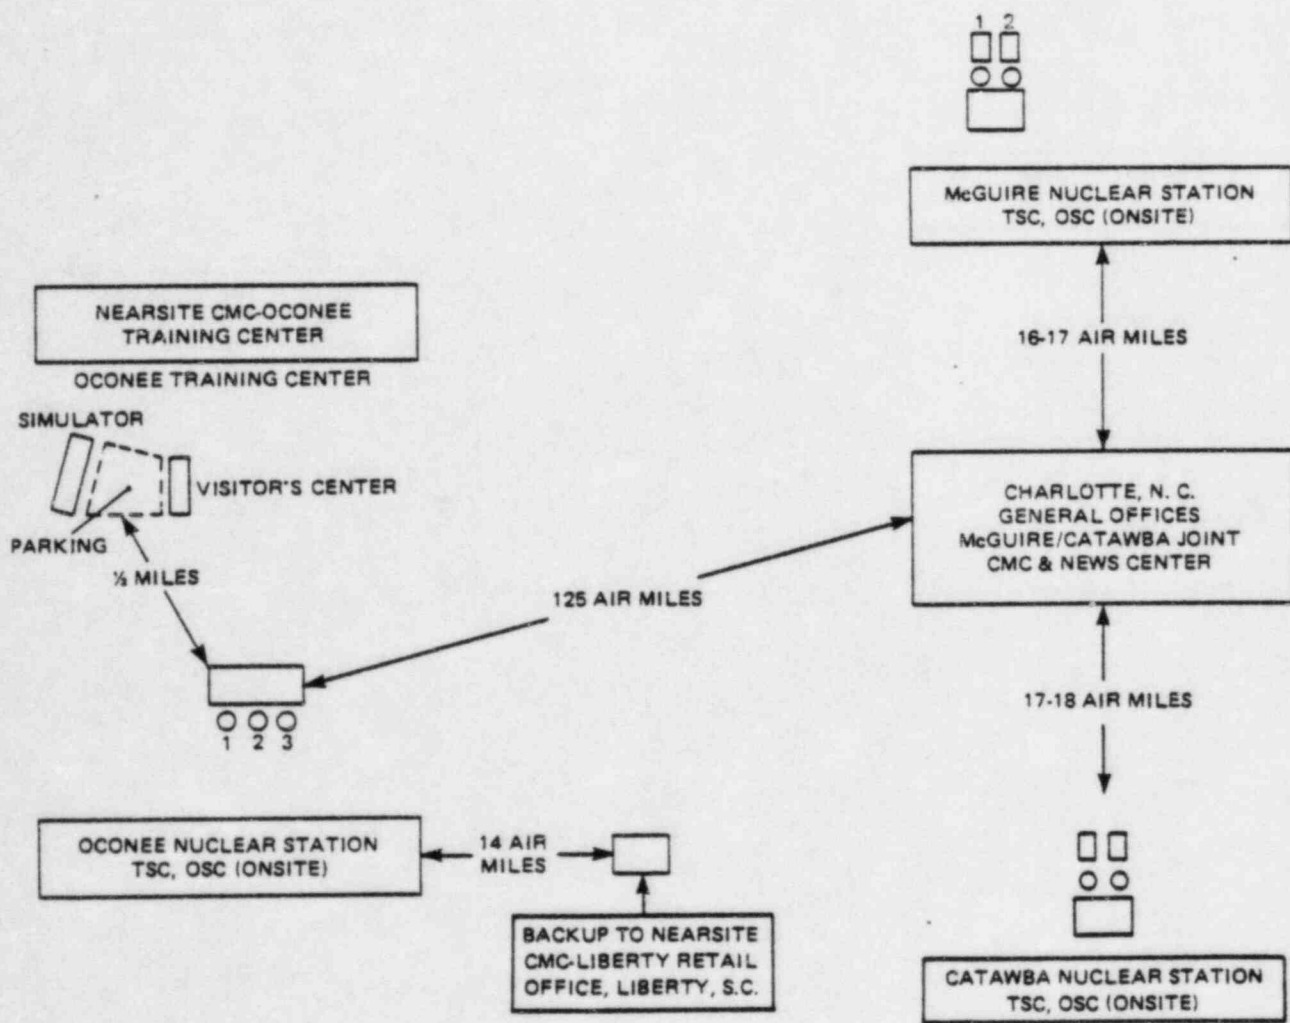 1 2
McGUIRE NUCLEAR STATION
TSC, OSC (ONSITE)
16-17 AIR MILES
NEARSITE CMC-OCONEE
TRAINING CENTER
OCONEE TRAINING CENTER
SIMULATOR
VISITOR'S CENTER
PARKING
½ MILES
125 AIR MILES
CHARLOTTE, N. C.
GENERAL OFFICES
McGUIRE/CATAWBA JOINT
CMC & NEWS CENTER
17-18 AIR MILES
1 2 3
OCONEE NUCLEAR STATION
TSC, OSC (ONSITE)
14 AIR
MILES
BACKUP TO NEARSITE
CMC-LIBERTY RETAIL
OFFICE, LIBERTY, S.C.
CATAWBA NUCLEAR STATION
TSC, OSC (ONSITE)